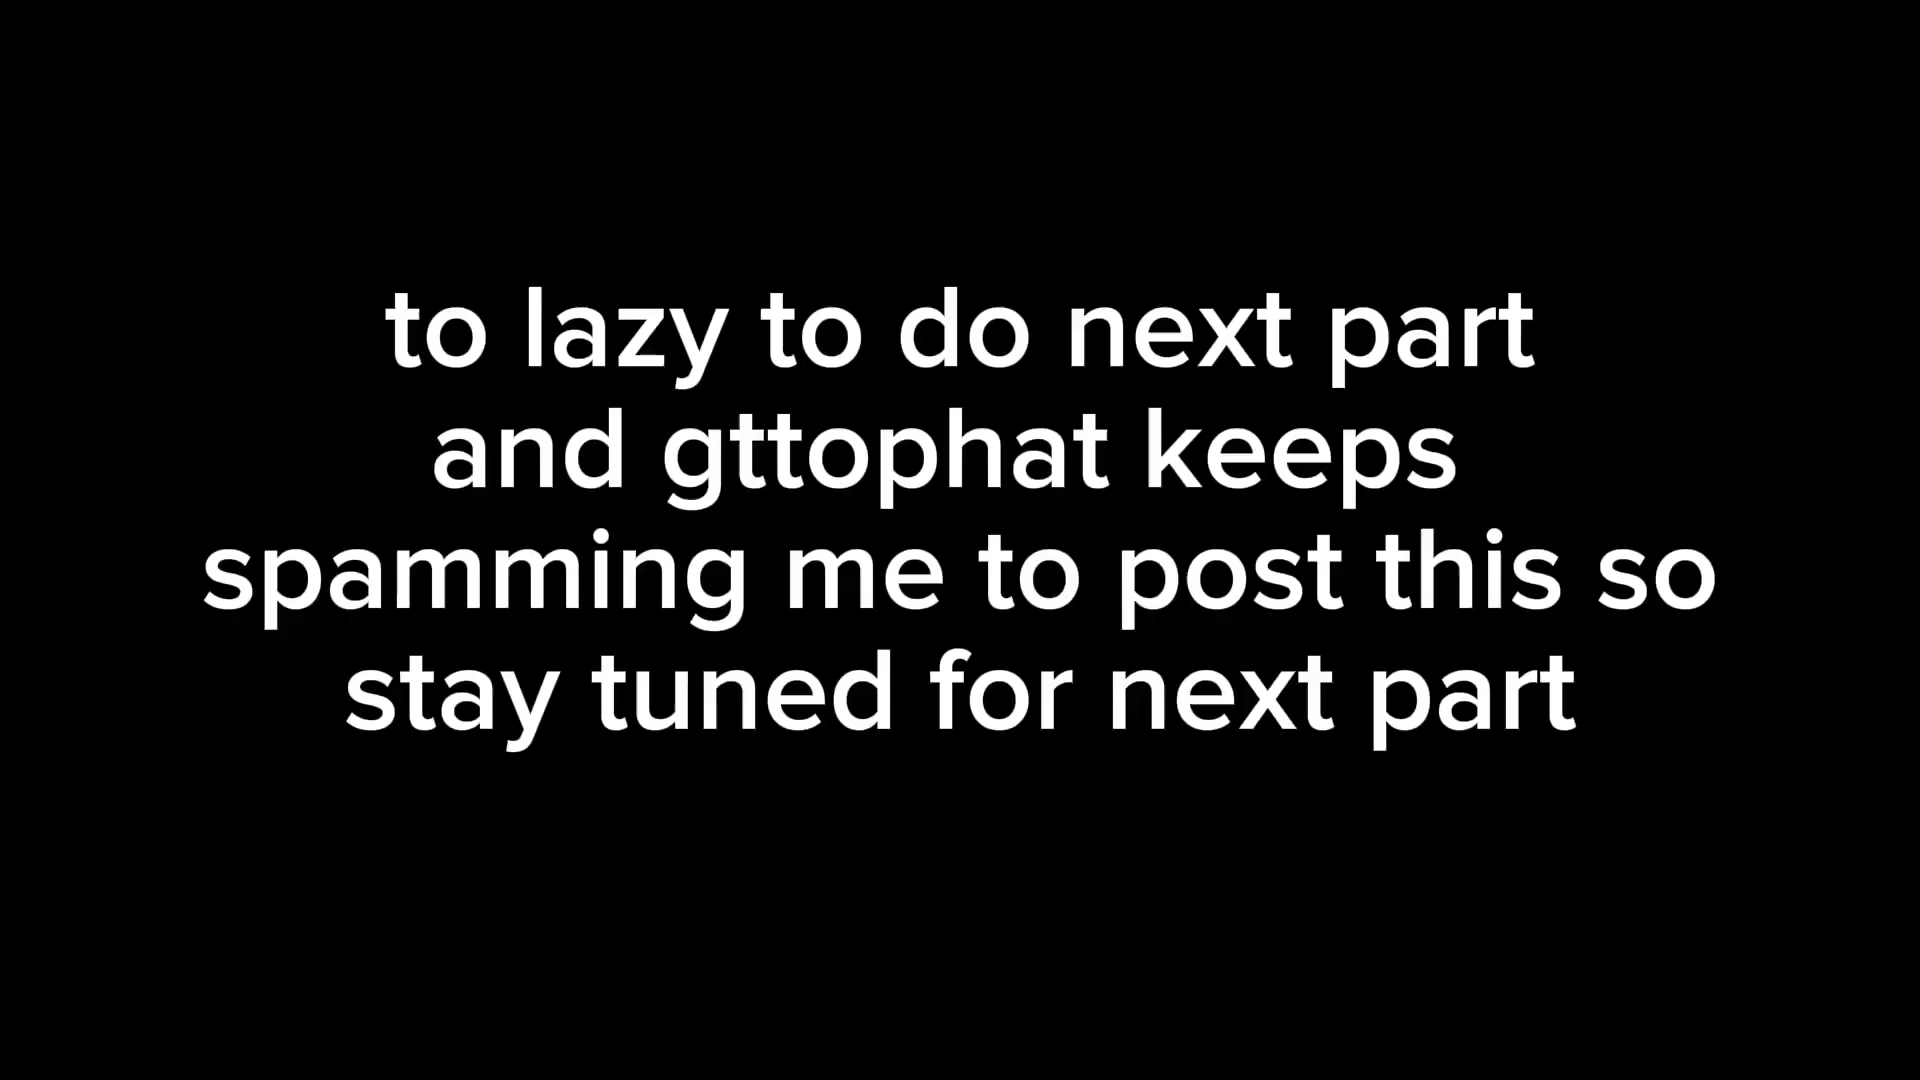 to lazy to do next part
and gttophat keeps
spamming me to post this so
stay tuned for next part